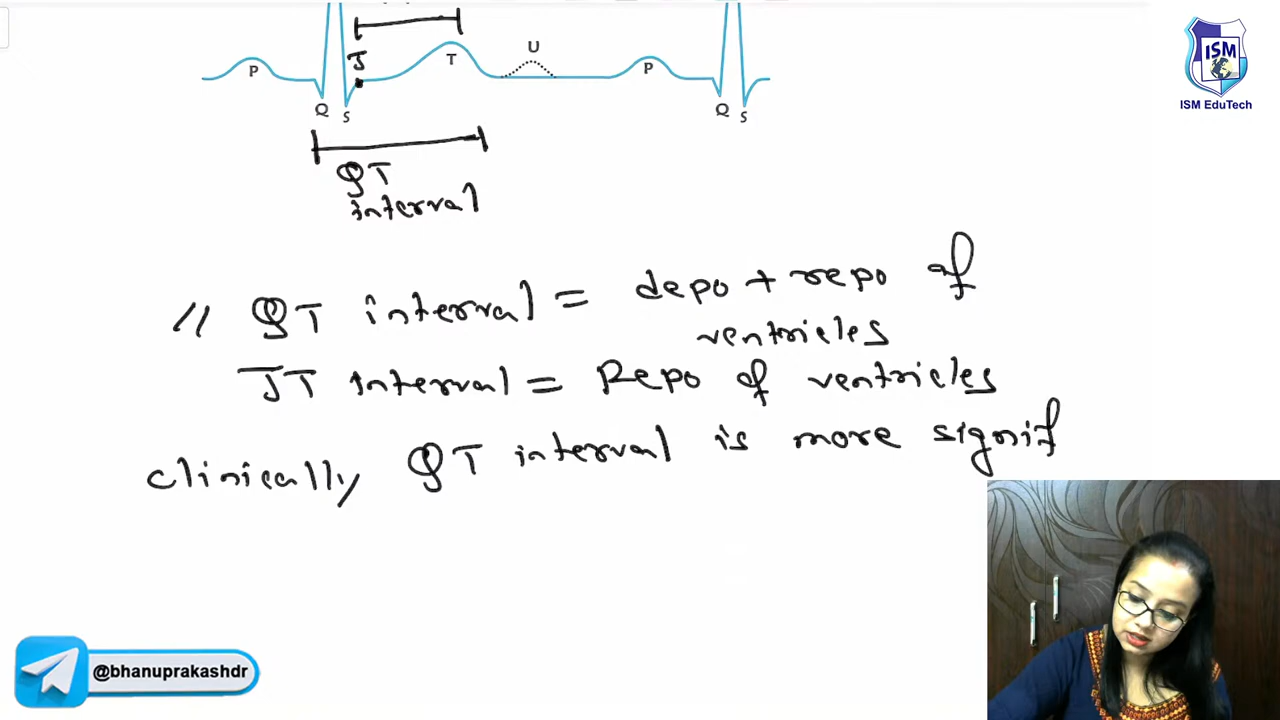 ISM
ISM EduTech
J
P
T
U
P
Q
S
Q
S
QT
interval
// QT interval = depo + repo of
ventricles
JT interval = Repo of ventricles
clinically QT interval is more signif
@bhanuprakashdr